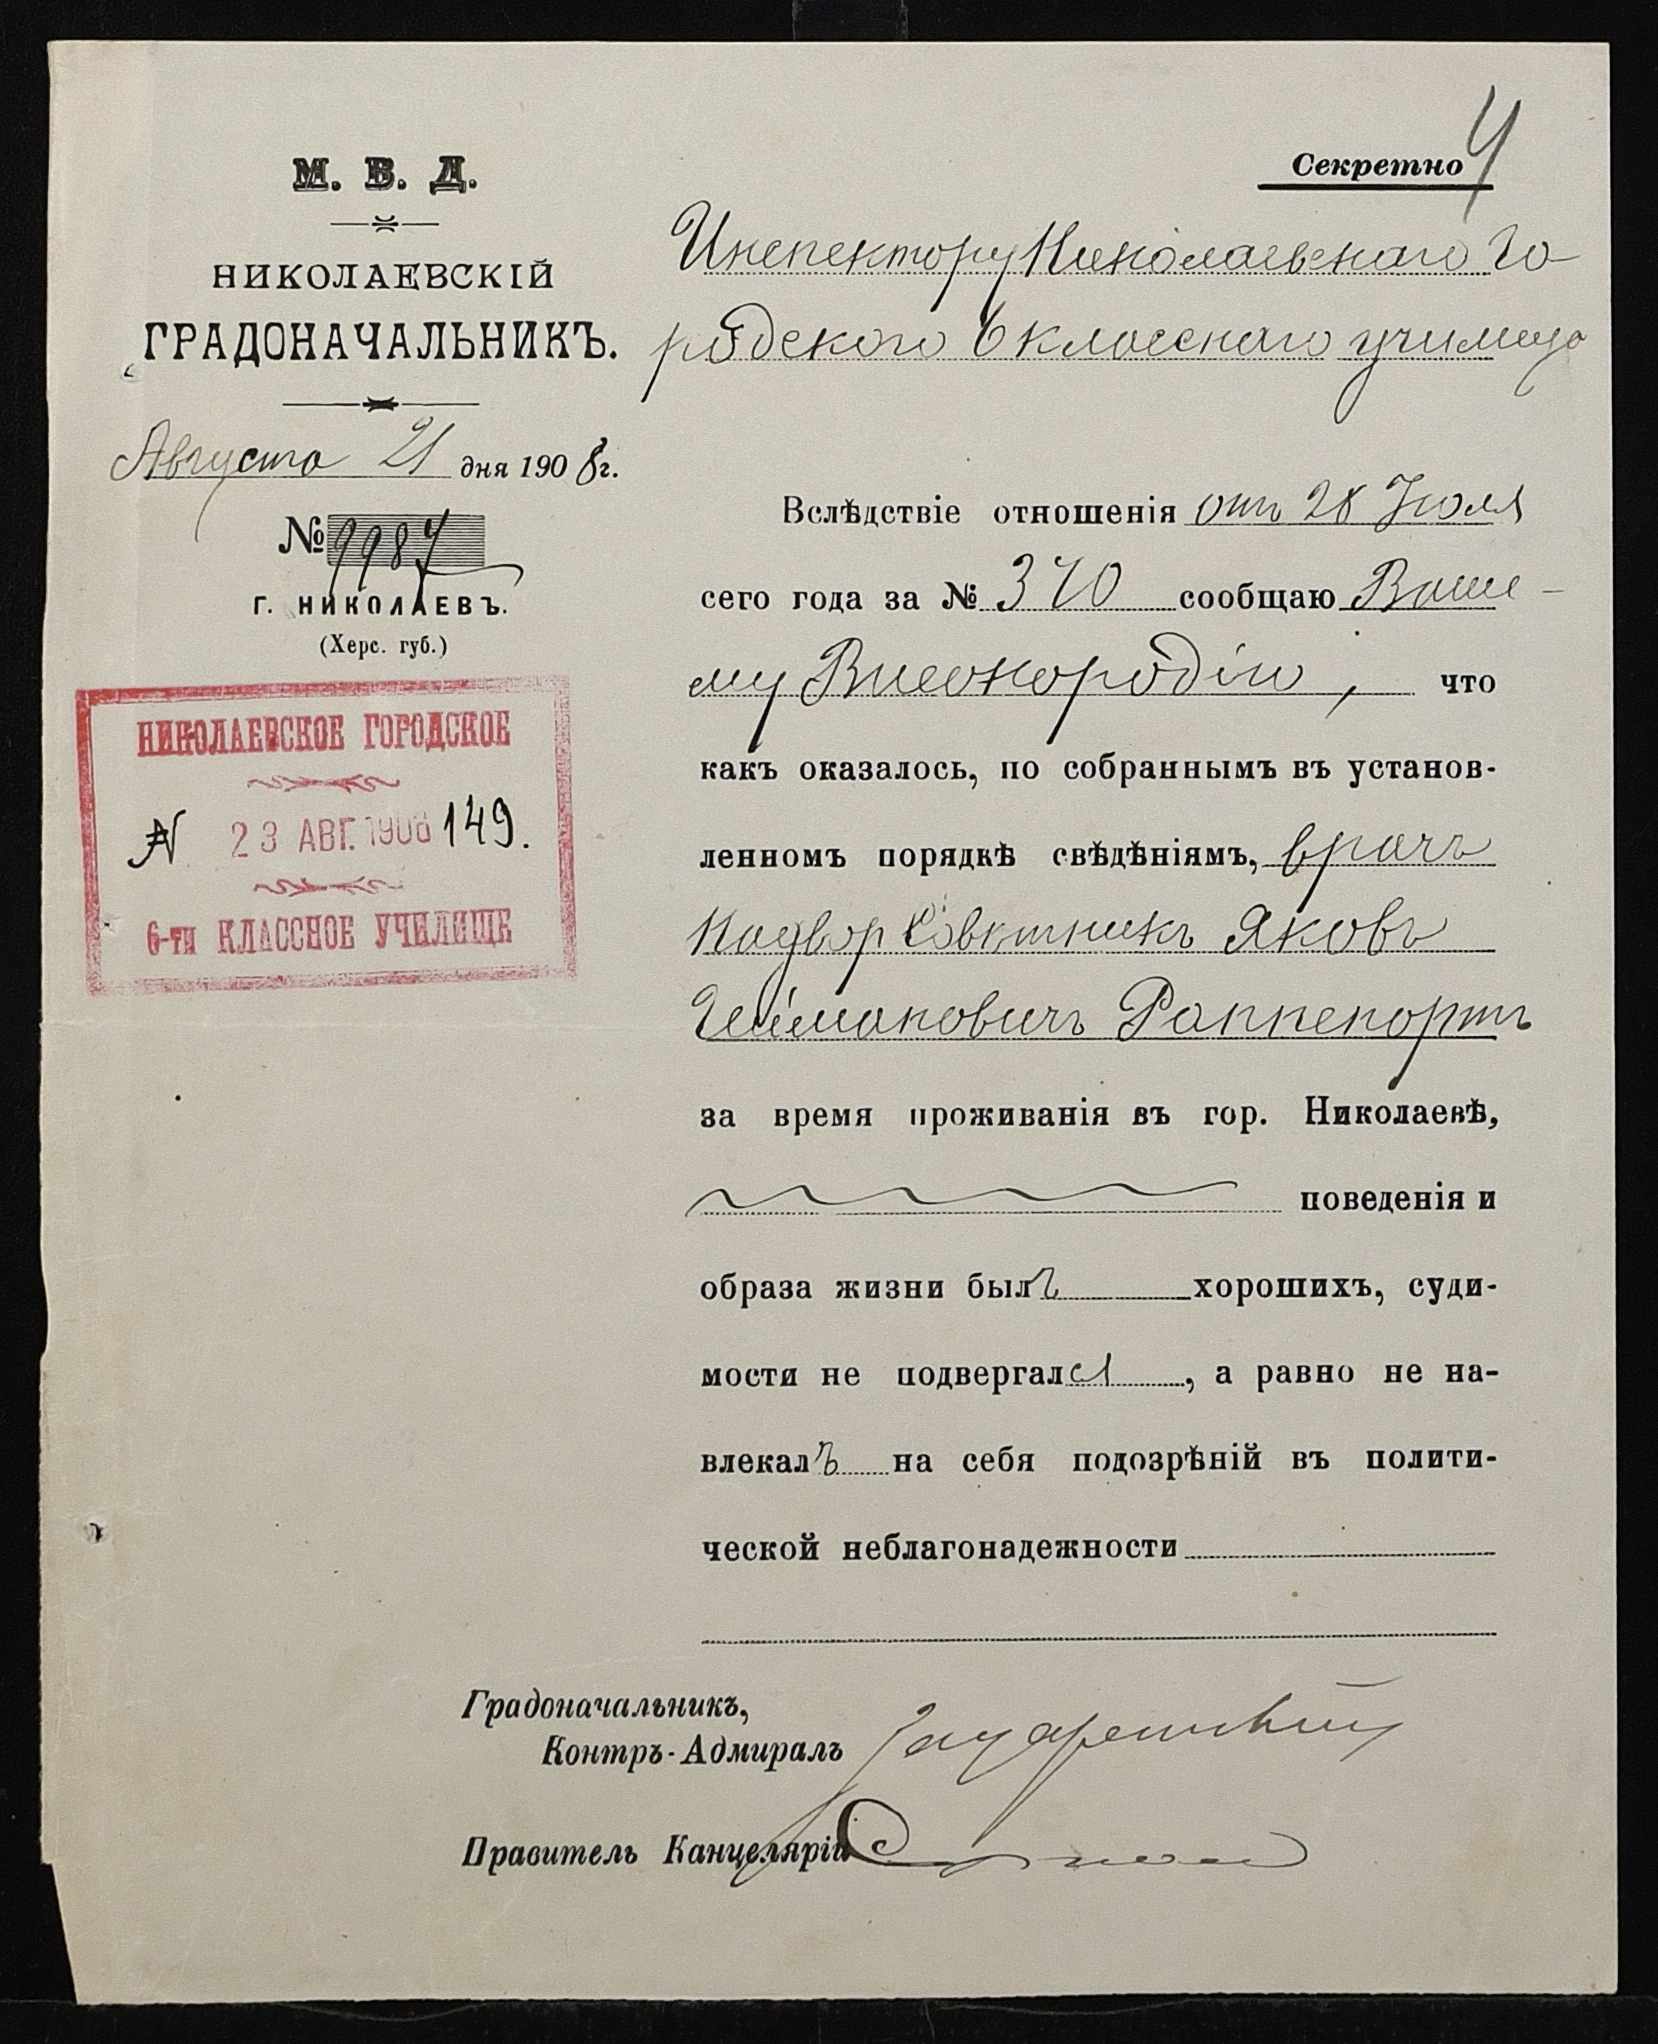 М. В. Д.
НИКОЛАЕВСКІЙ
ГРАДОНАЧАЛЬНИКЪ.
Августа 21 дня 1908 г.
№ 9987
Г. НИКОЛАЕВЪ.
(Херс. губ.)
НИКОЛАЕВСКОЕ ГОРОДСКОЕ
N 23 АВГ. 1908 149.
6-ти КЛАССНОЕ УЧИЛИЩЕ
Секретно
4
Инспектору Николаевскаго Го
родского 6 класснаго училища
Вслѣдствіе отношенія отъ 28 Іюля
сего года за № 370 сообщаю Ваше-
му Высокородію, что
какъ оказалось, по собраннымъ въ установ-
ленномъ порядкѣ свѣдѣніямъ, врачъ
Надвор Совѣтникъ Яковъ
Раппепортъ
за время проживанія въ гор. Николаевѣ,
поведенія и
образа жизни былъ хорошихъ, суди-
мости не подвергался, а равно не на-
влекалъ на себя подозрѣній въ полити-
ческой неблагонадежности
Градоначальникъ,
Контръ-Адмиралъ
Правитель Канцеляріи